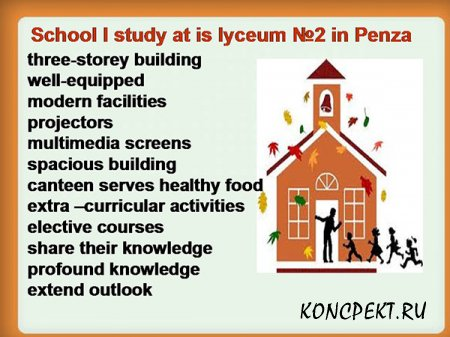 School I study at is lyceum №2 in Penza
three-storey building
well-equipped
modern facilities
projectors
multimedia screens
spacious building
canteen serves healthy food
extra –curricular activities
elective courses
share their knowledge
profound knowledge
extend outlook
KONCPEKT.RU